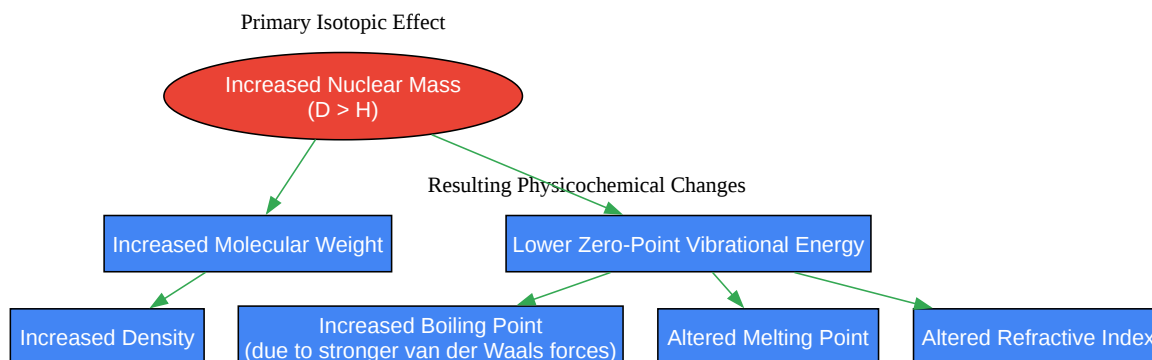 Primary Isotopic Effect
Increased Nuclear Mass
(D > H)
Resulting Physicochemical Changes
Increased Molecular Weight
Lower Zero-Point Vibrational Energy
Increased Density
Increased Boiling Point
(due to stronger van der Waals forces)
Altered Melting Point
Altered Refractive Index